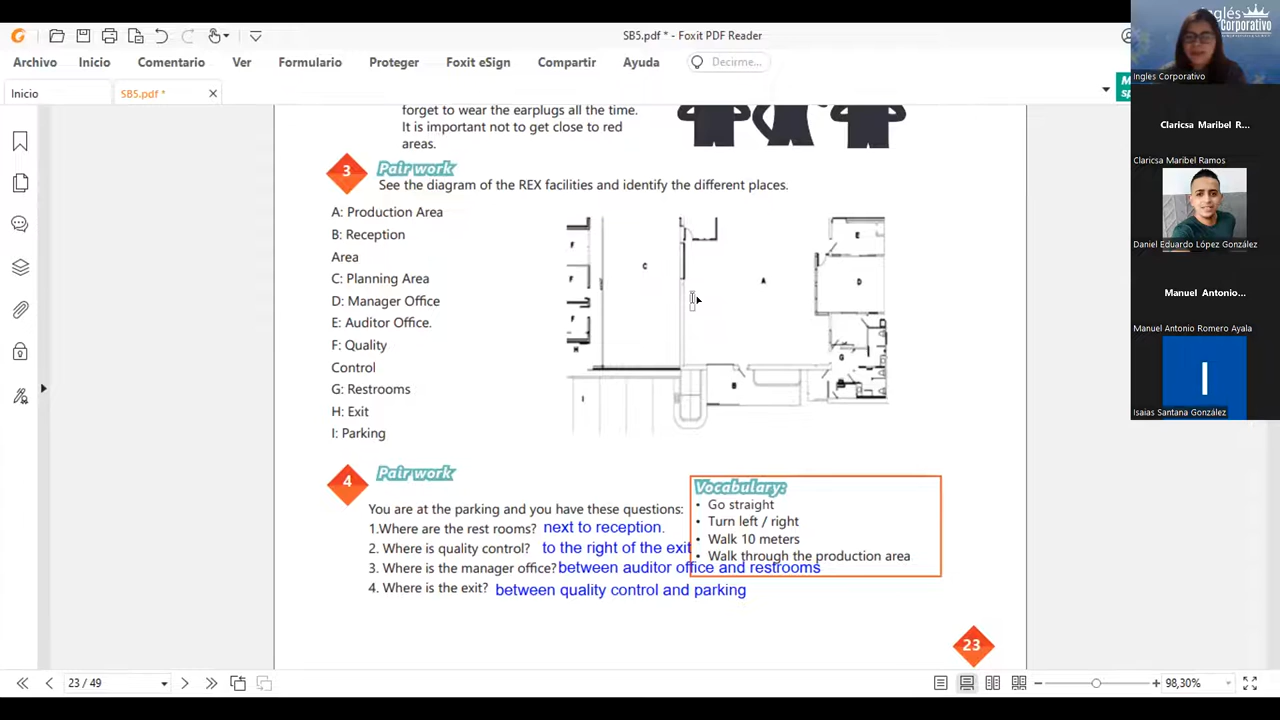 SB5.pdf * - Foxit PDF Reader
Archivo Inicio Comentario Ver Formulario Proteger Foxit eSign Compartir Ayuda Decirme...
Inicio SB5.pdf *
forget to wear the earplugs all the time.
It is important not to get close to red
areas.
3 Pair work
See the diagram of the REX facilities and identify the different places.
A: Production Area
B: Reception
Area
C: Planning Area
D: Manager Office
E: Auditor Office.
F: Quality
Control
G: Restrooms
H: Exit
I: Parking
F
F
F
H
I
C
A
B
E
D
G
4 Pair work
You are at the parking and you have these questions:
1.Where are the rest rooms? next to reception.
2. Where is quality control? to the right of the exit
3. Where is the manager office? between auditor office and restrooms
4. Where is the exit? between quality control and parking
Vocabulary:
• Go straight
• Turn left / right
• Walk 10 meters
• Walk through the production area
23
23 / 49
98,30%
Inglés
Corporativo
Ingles Corporativo
Claricsa Maribel R...
Claricsa Maribel Ramos
Daniel Eduardo López González
Manuel Antonio...
Manuel Antonio Romero Ayala
I
Isaias Santana González